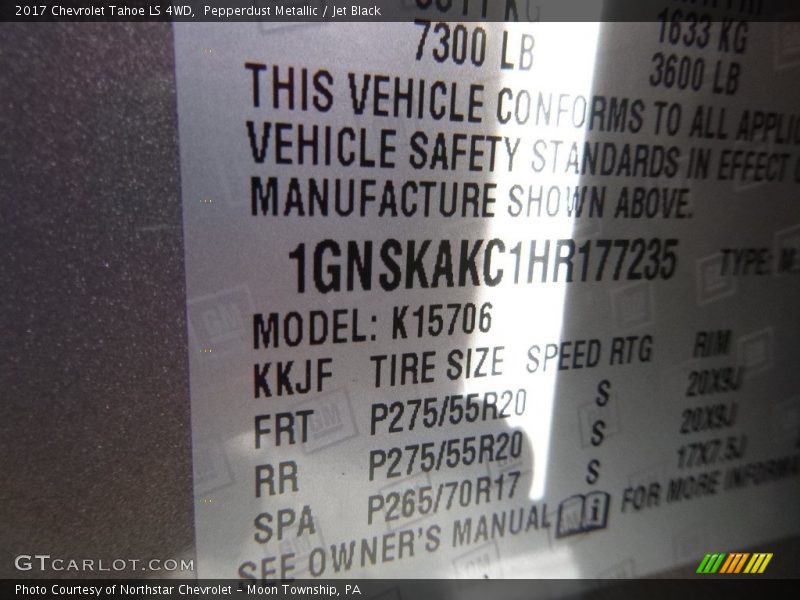 2017 Chevrolet Tahoe LS 4WD, Pepperdust Metallic / Jet Black
KG
7300 LB
1633 KG
3600 LB
THIS VEHICLE CONFORMS TO ALL
VEHICLE SAFETY STANDARDS IN EFFECT
MANUFACTURE SHOWN ABOVE.
1GNSKAKC1HR177235 TYPE:
MODEL: K15706
KKJF TIRE SIZE SPEED RTG RIM
FRT P275/55R20 S 20X9J
RR P275/55R20 S 20X9J
SPA P265/70R17 S 17X7.5J
SEE OWNER'S MANUAL i FOR MORE
GTCARLOT.COM
Photo Courtesy of Northstar Chevrolet – Moon Township, PA